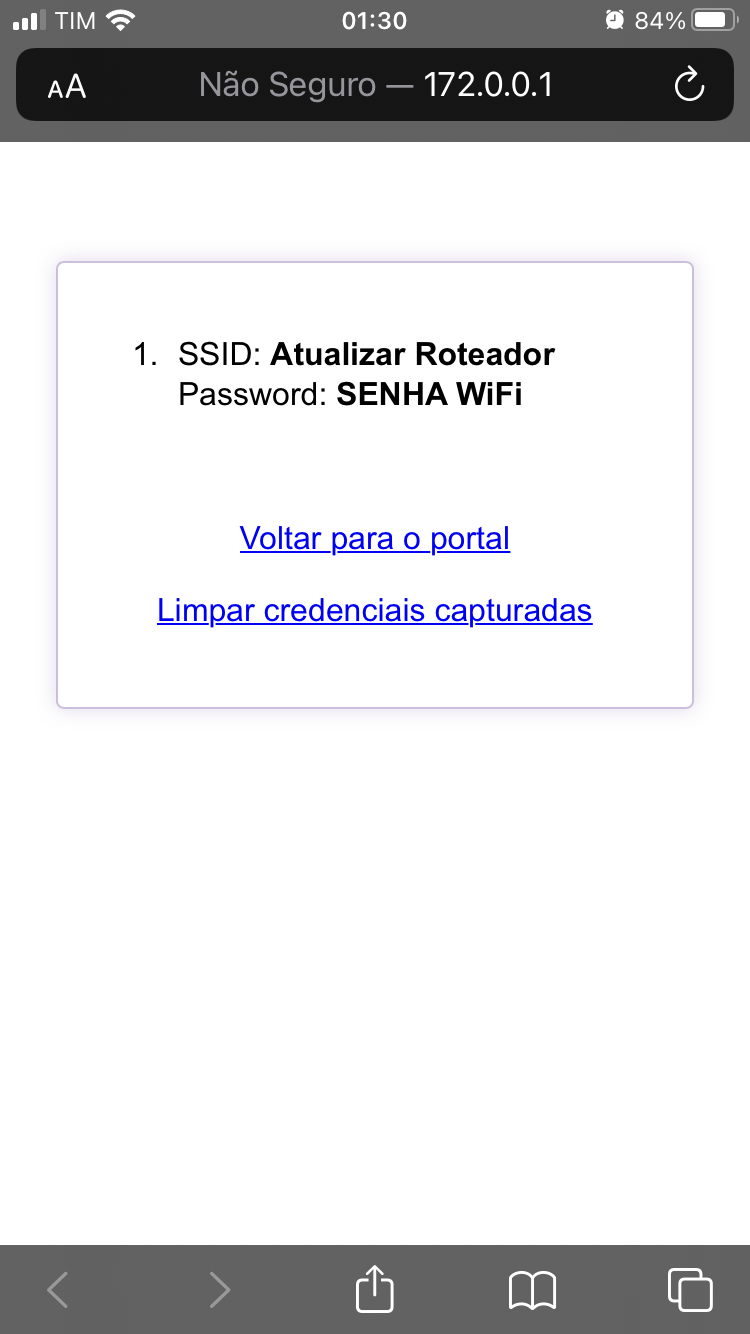 TIM 01:30 84%
AA Não Seguro — 172.0.0.1
1. SSID: Atualizar Roteador
Password: SENHA WiFi
Voltar para o portal
Limpar credenciais capturadas